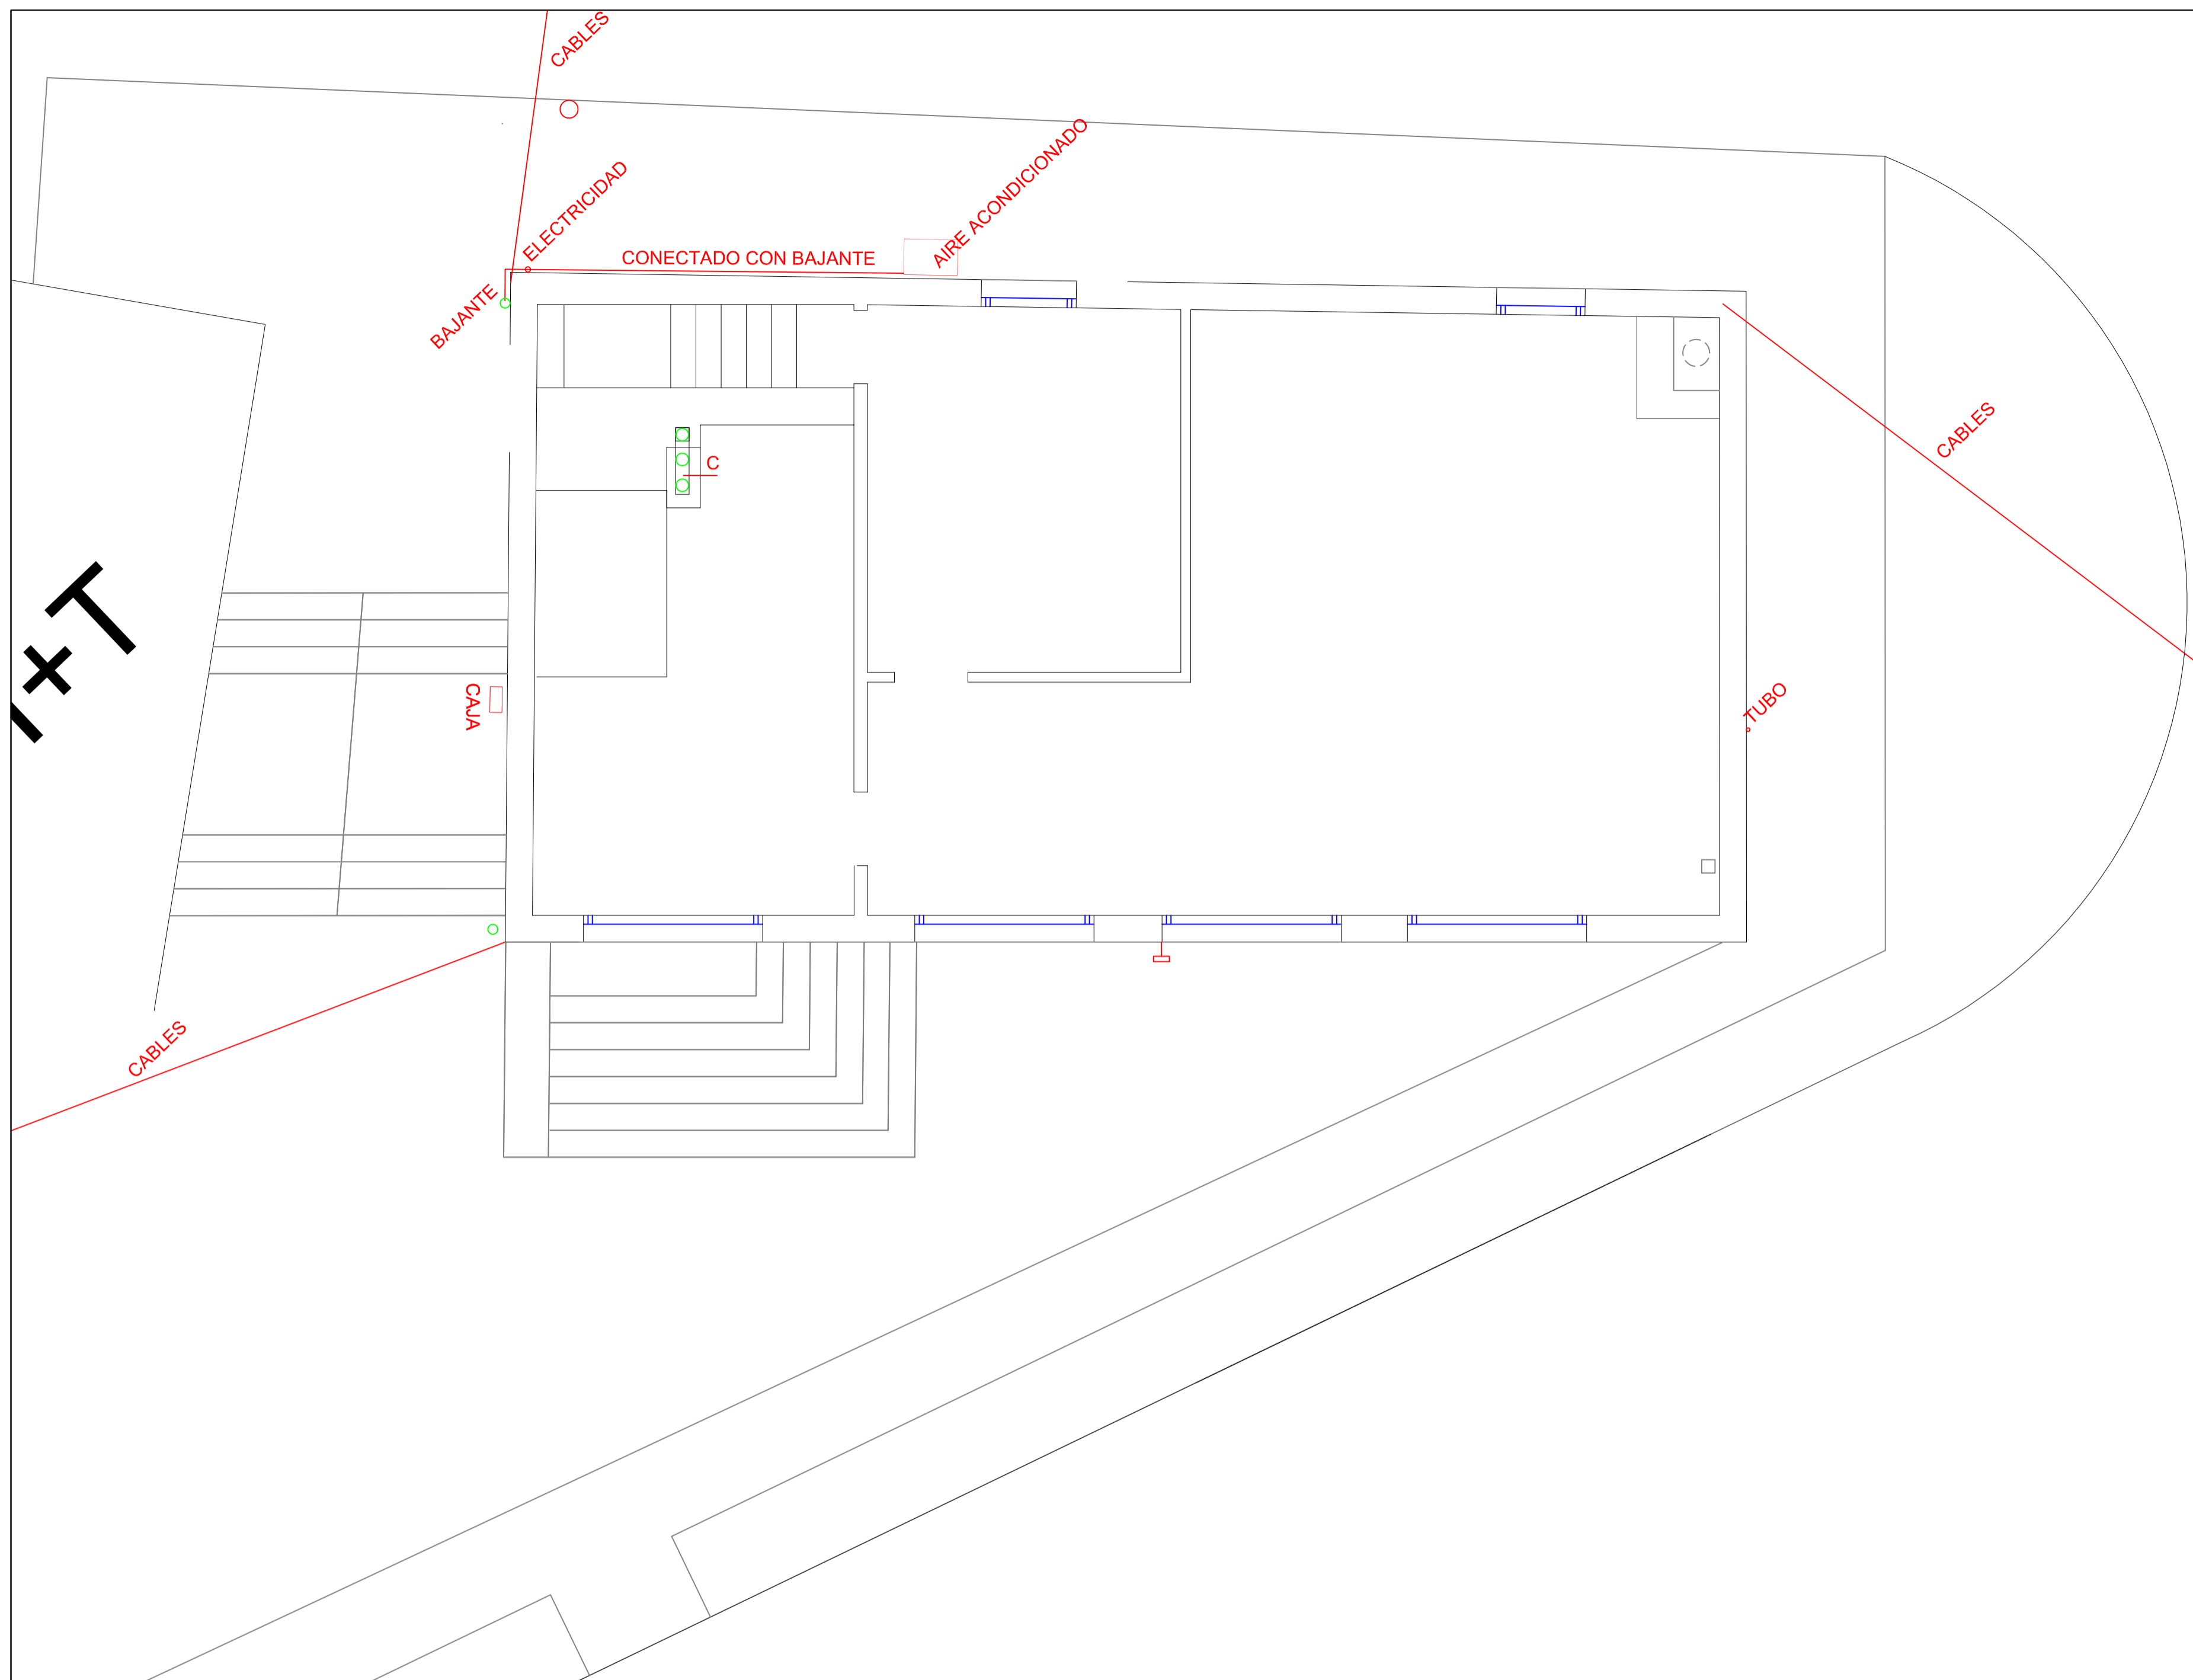 CABLES
ELECTRICIDAD
AIRE ACONDICIONADO
CONECTADO CON BAJANTE
BAJANTE
CABLES
C
+T
CAJA
TUBO
CABLES